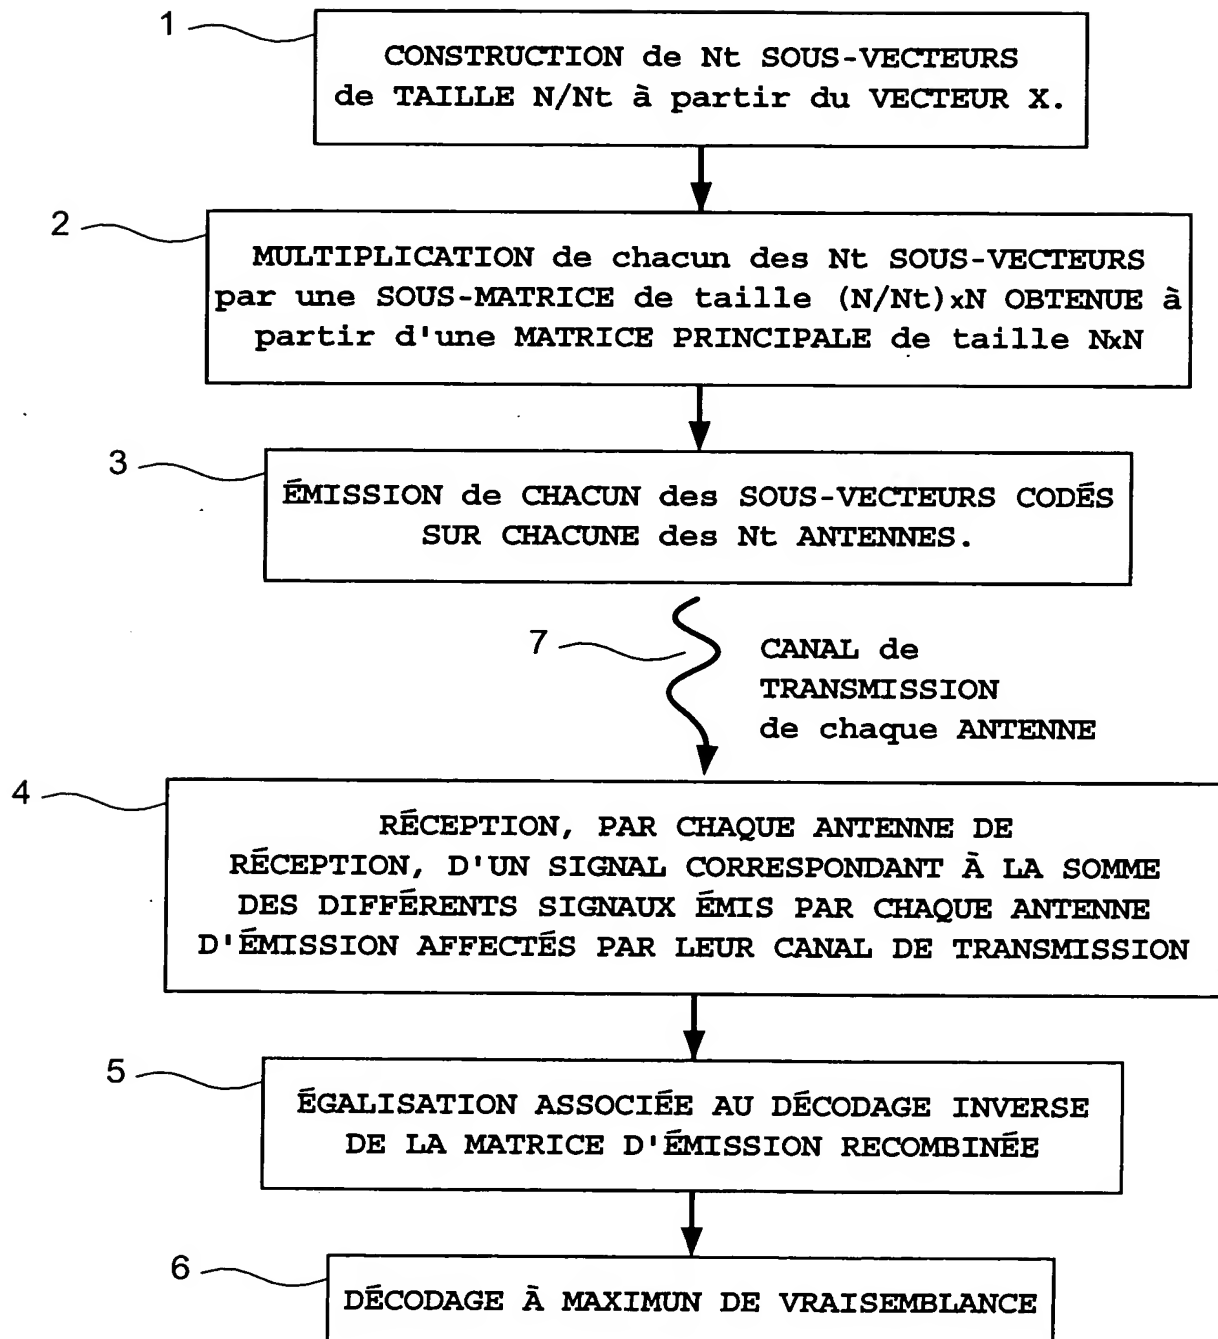 1
CONSTRUCTION de Nt SOUS-VECTEURS
de TAILLE N/Nt à partir du VECTEUR X.
2
MULTIPLICATION de chacun des Nt SOUS-VECTEURS
par une SOUS-MATRICE de taille (N/Nt)xN OBTENUE à
partir d'une MATRICE PRINCIPALE de taille NxN
3
ÉMISSION de CHACUN des SOUS-VECTEURS CODÉS
SUR CHACUNE des Nt ANTENNES.
7
CANAL de
TRANSMISSION
de chaque ANTENNE
4
RÉCEPTION, PAR CHAQUE ANTENNE DE
RÉCEPTION, D'UN SIGNAL CORRESPONDANT À LA SOMME
DES DIFFÉRENTS SIGNAUX ÉMIS PAR CHAQUE ANTENNE
D'ÉMISSION AFFECTÉS PAR LEUR CANAL DE TRANSMISSION
5
ÉGALISATION ASSOCIÉE AU DÉCODAGE INVERSE
DE LA MATRICE D'ÉMISSION RECOMBINÉE
6
DÉCODAGE À MAXIMUN DE VRAISEMBLANCE